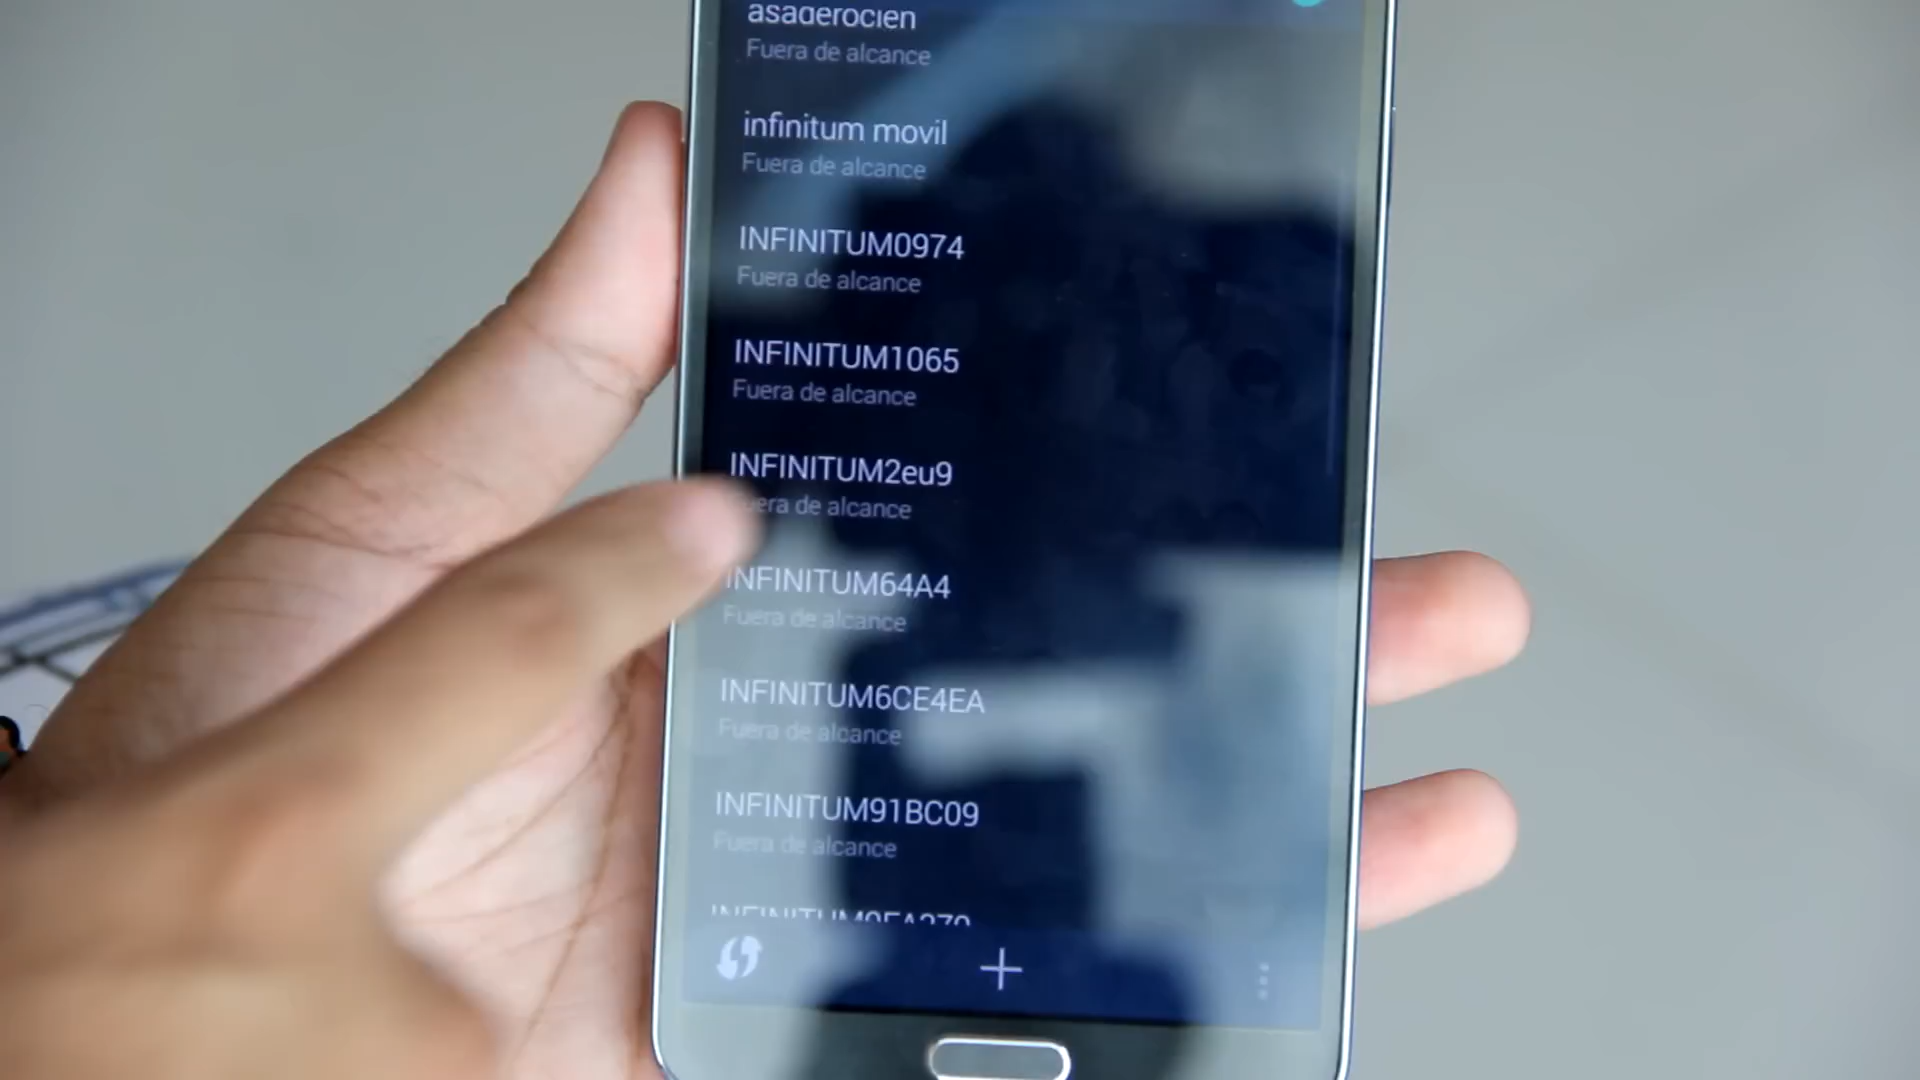 asaderocien
Fuera de alcance
infinitum movil
Fuera de alcance
INFINITUM0974
Fuera de alcance
INFINITUM1065
Fuera de alcance
INFINITUM2eu9
Fuera de alcance
INFINITUM64A4
Fuera de alcance
INFINITUM6CE4EA
Fuera de alcance
INFINITUM91BC09
Fuera de alcance